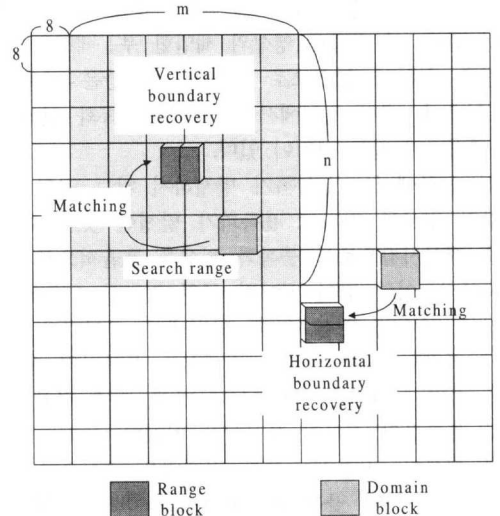 m
8
8
Vertical
boundary
recovery
n
Matching
Search range
Matching
Horizontal
boundary
recovery
Range
block
Domain
block